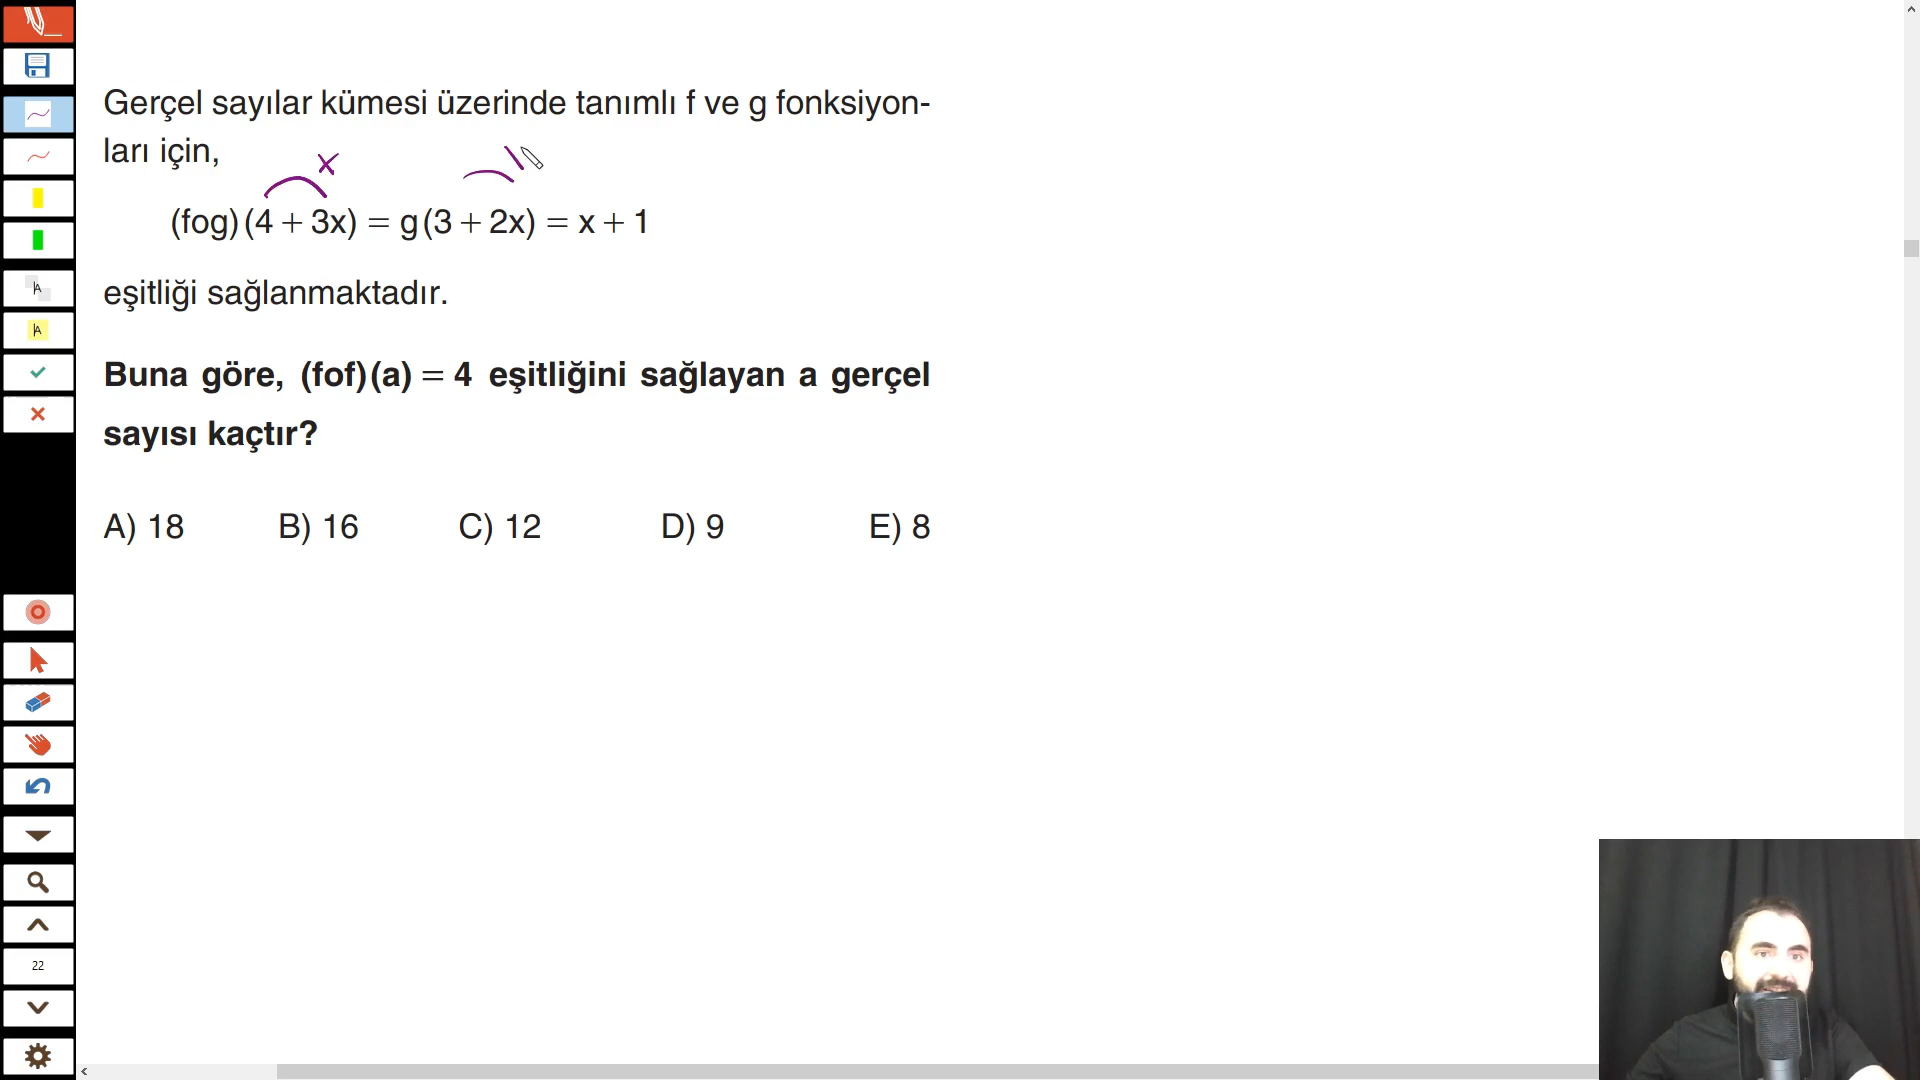 Gerçel sayılar kümesi üzerinde tanımlı f ve g fonksiyon-
ları için,
x
(fog)(4 + 3x) = g(3 + 2x) = x + 1
eşitliği sağlanmaktadır.
Buna göre, (fof)(a) = 4 eşitliğini sağlayan a gerçel
sayısı kaçtır?
A) 18 B) 16 C) 12 D) 9 E) 8
22